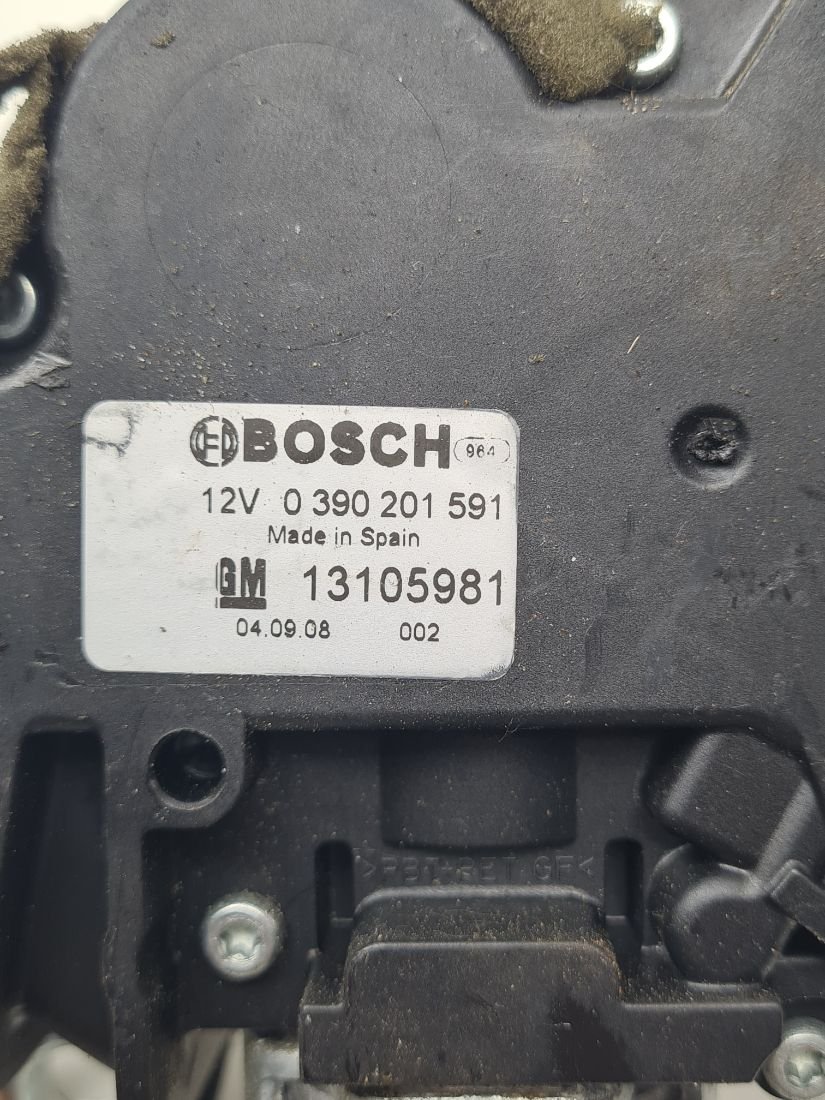 BOSCH 964
12V 0 390 201 591
Made in Spain
GM 13105981
04.09.08 002